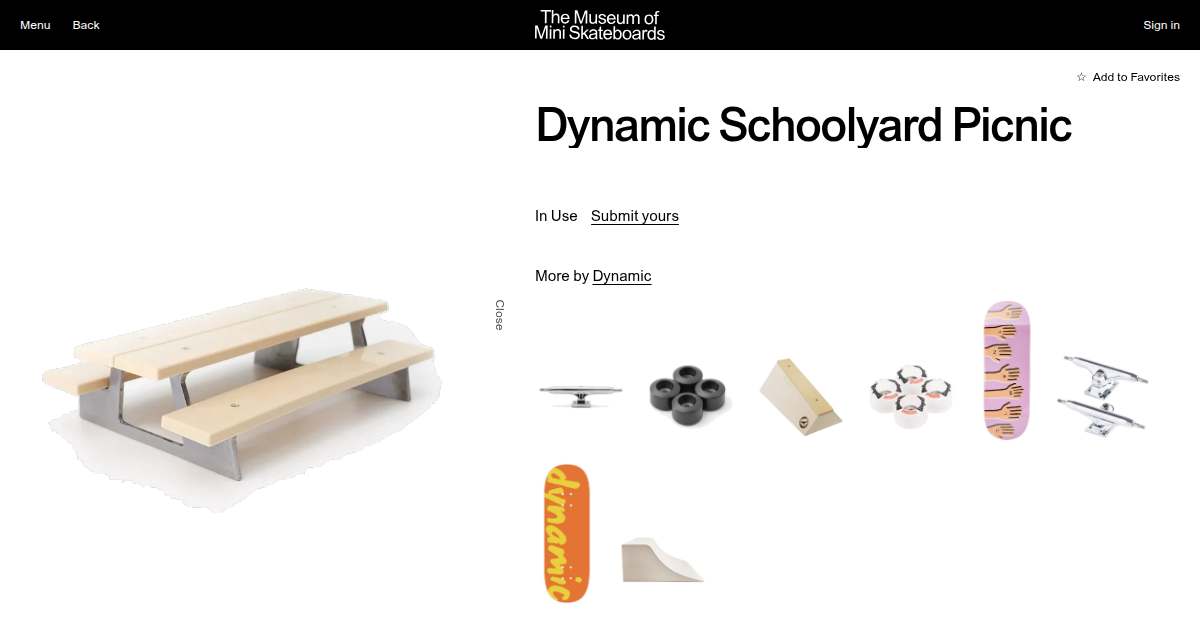 Menu
Back
The Museum of
Mini Skateboards
Sign in
☆ Add to Favorites
Dynamic Schoolyard Picnic
In Use
Submit yours
More by Dynamic
Close
dynamic